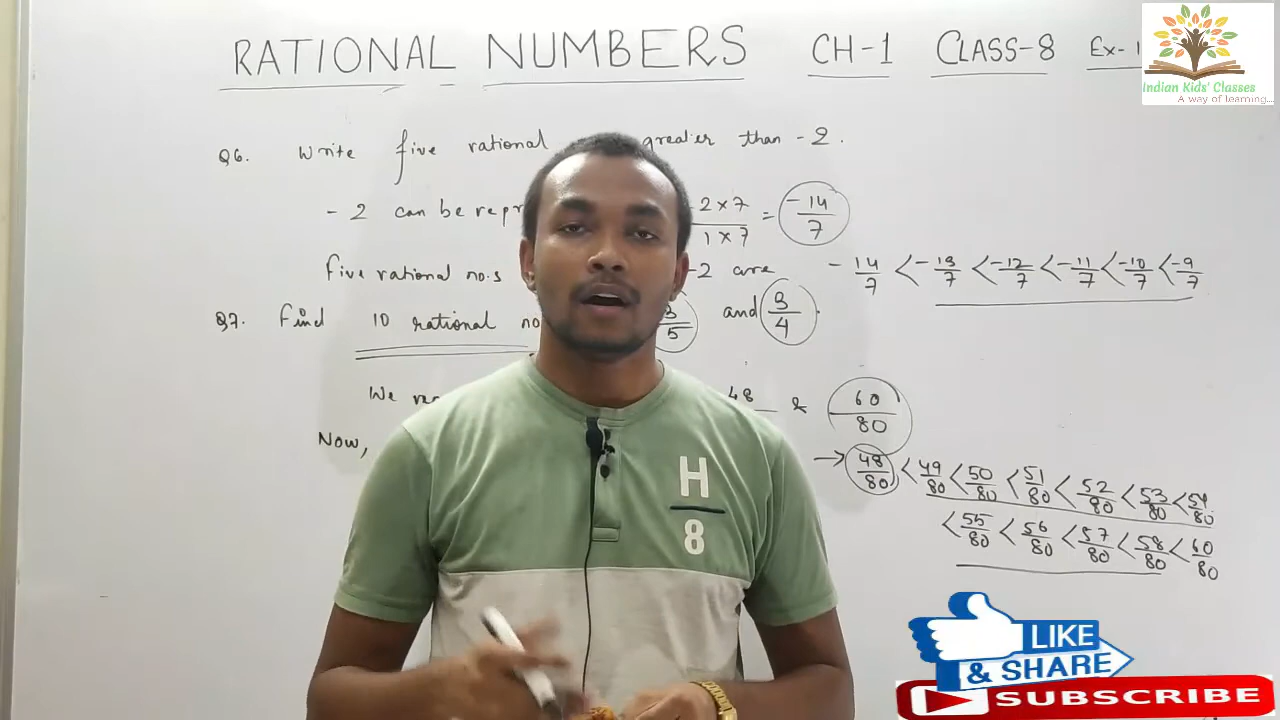 RATIONAL NUMBERS CH-1 CLASS-8 Ex-1
Indian Kids' Classes
A way of learning...
Q6. Write five rational greater than -2.
-2 can be repr 2×7/1×7 = -14/7
Five rational no.s -2 are -14/7 < -13/7 < -12/7 < -11/7 < -10/7 < -9/7
Q7. Find 10 rational no 3/5 and 3/4.
We 48 & 60/80
Now, → 48/80 < 49/80 < 50/80 < 51/80 < 52/80 < 53/80 < 54/80
< 55/80 < 56/80 < 57/80 < 58/80 < 60/80
H
8
LIKE
& SHARE
SUBSCRIBE